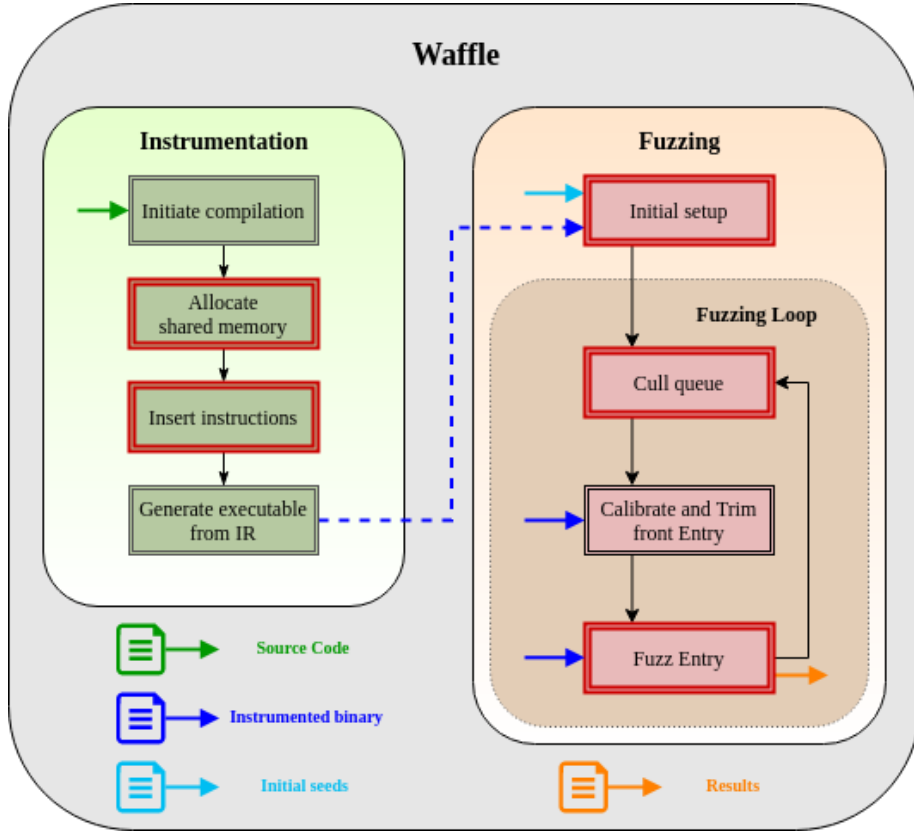 Waffle
Instrumentation
Initiate compilation
Allocate
shared memory
Insert instructions
Generate executable
from IR
Fuzzing
Initial setup
Fuzzing Loop
Cull queue
Calibrate and Trim
front Entry
Fuzz Entry
Source Code
Instrumented binary
Initial seeds
Results